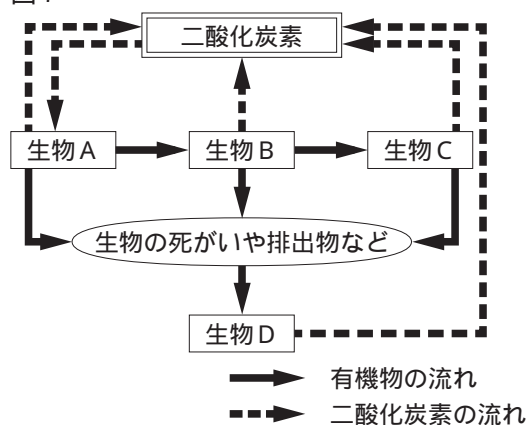 二酸化炭素
生物A 生物B 生物C
生物の死がいや排出物など
生物D
有機物の流れ
二酸化炭素の流れ